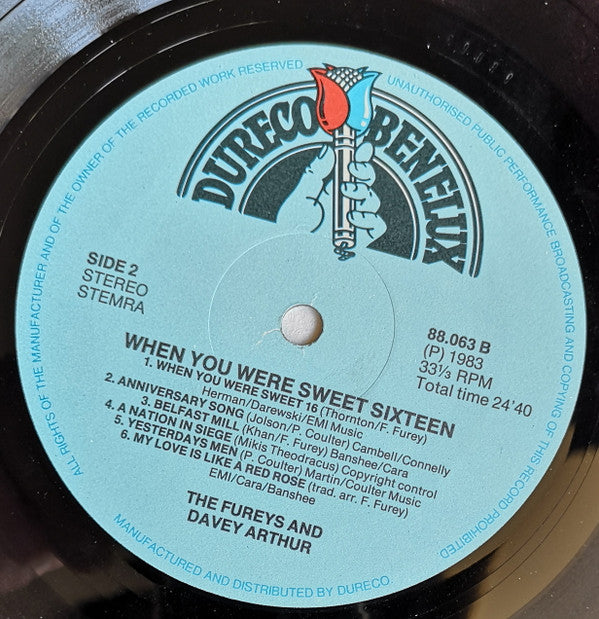 ALL RIGHTS OF THE MANUFACTURER AND OF THE OWNER OF THE RECORDED WORK RESERVED
UNAUTHORISED PUBLIC PERFORMANCE BROADCASTING AND COPYING OF THIS RECORD PROHIBITED
DURECO BENELUX
SIDE 2
STEREO
STEMRA
88.063 B
(P) 1983
33⅓ RPM
Total time 24'40
WHEN YOU WERE SWEET SIXTEEN
1. WHEN YOU WERE SWEET 16 (Thornton/F. Furey)
Herman/Darewski/EMI Music
2. ANNIVERSARY SONG (Jolson/P. Coulter) Cambell/Connelly
3. BELFAST MILL (Khan/F. Furey) Banshee/Cara
4. A NATION IN SIEGE (Mikis Theodracus) Copyright control
5. YESTERDAYS MEN (P. Coulter) Martin/Coulter Music
6. MY LOVE IS LIKE A RED ROSE (trad. arr. F. Furey)
EMI/Cara/Banshee
THE FUREYS AND
DAVEY ARTHUR
MANUFACTURED AND DISTRIBUTED BY DURECO